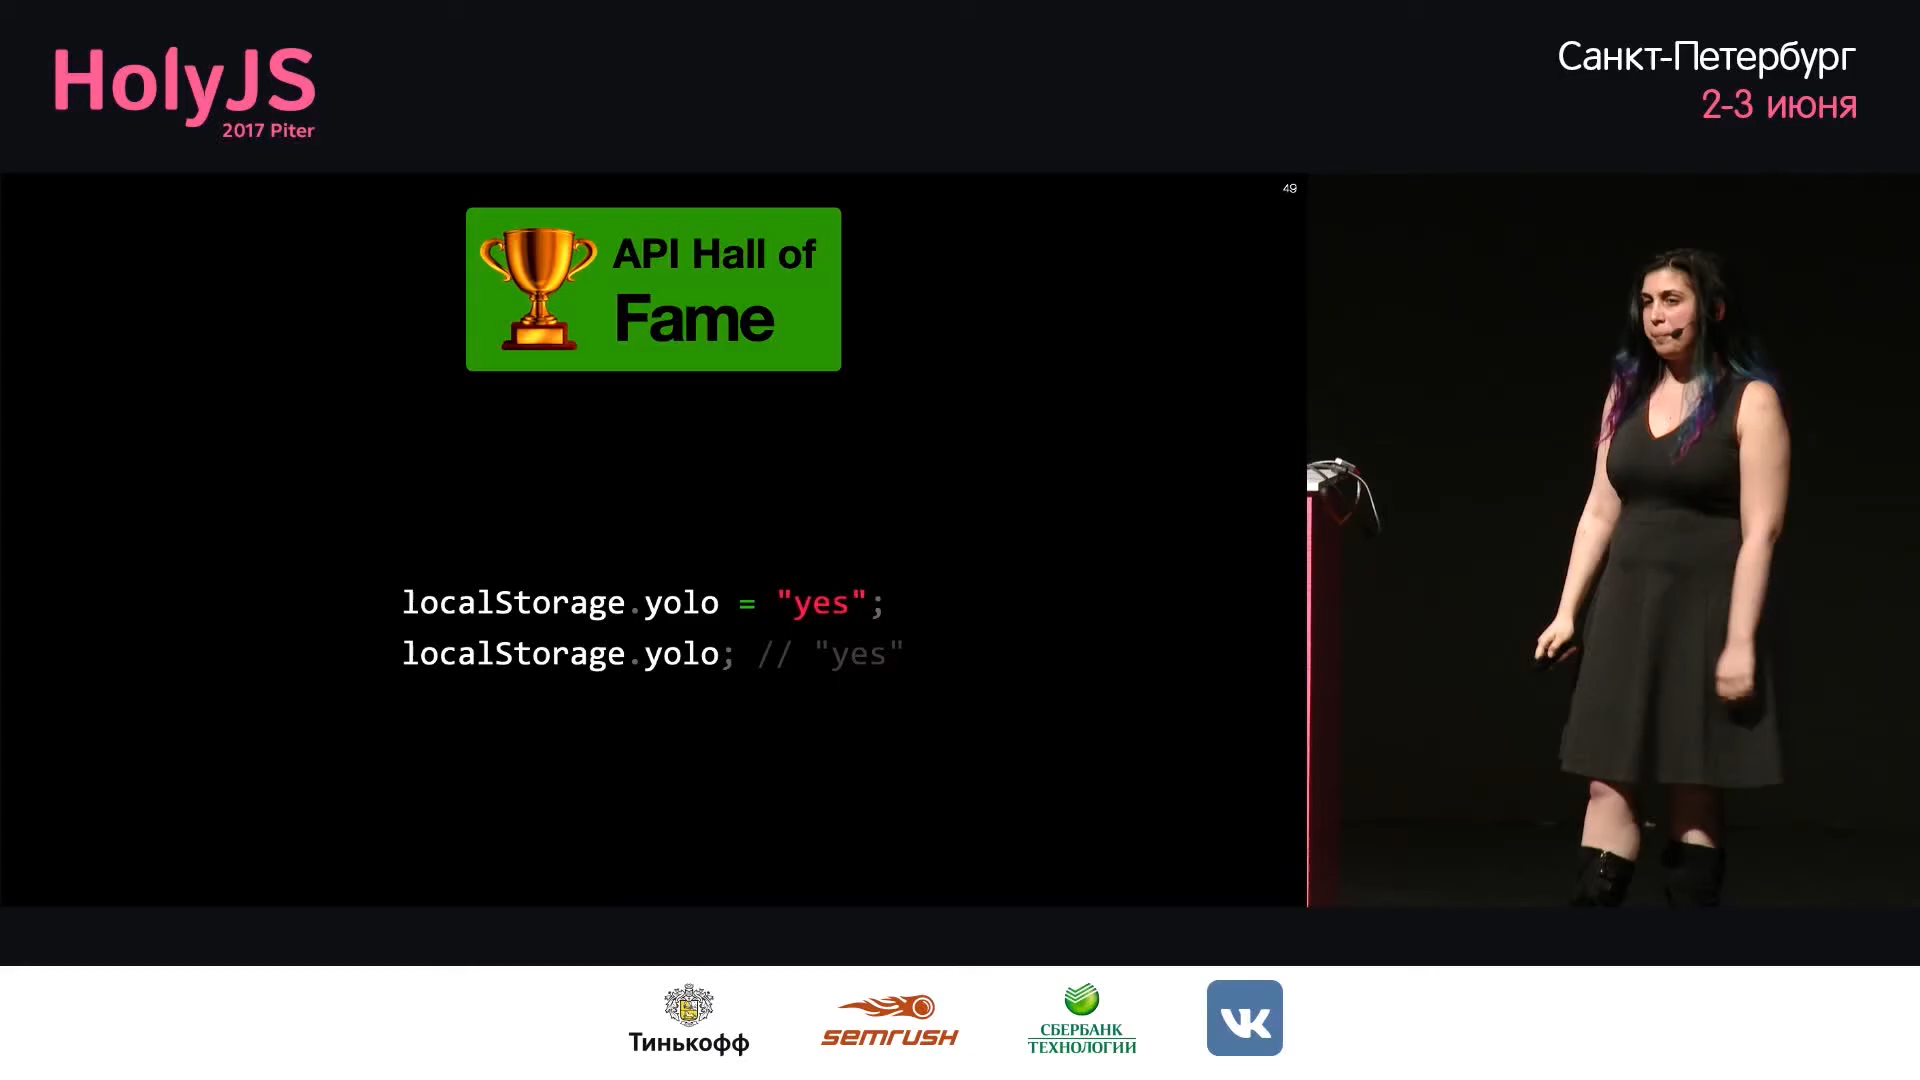 HolyJS
2017 Piter
Санкт-Петербург
2-3 июня
49
API Hall of
Fame
localStorage.yolo = "yes";
localStorage.yolo; // "yes"
Тинькофф
semrush
СБЕРБАНК
ТЕХНОЛОГИИ